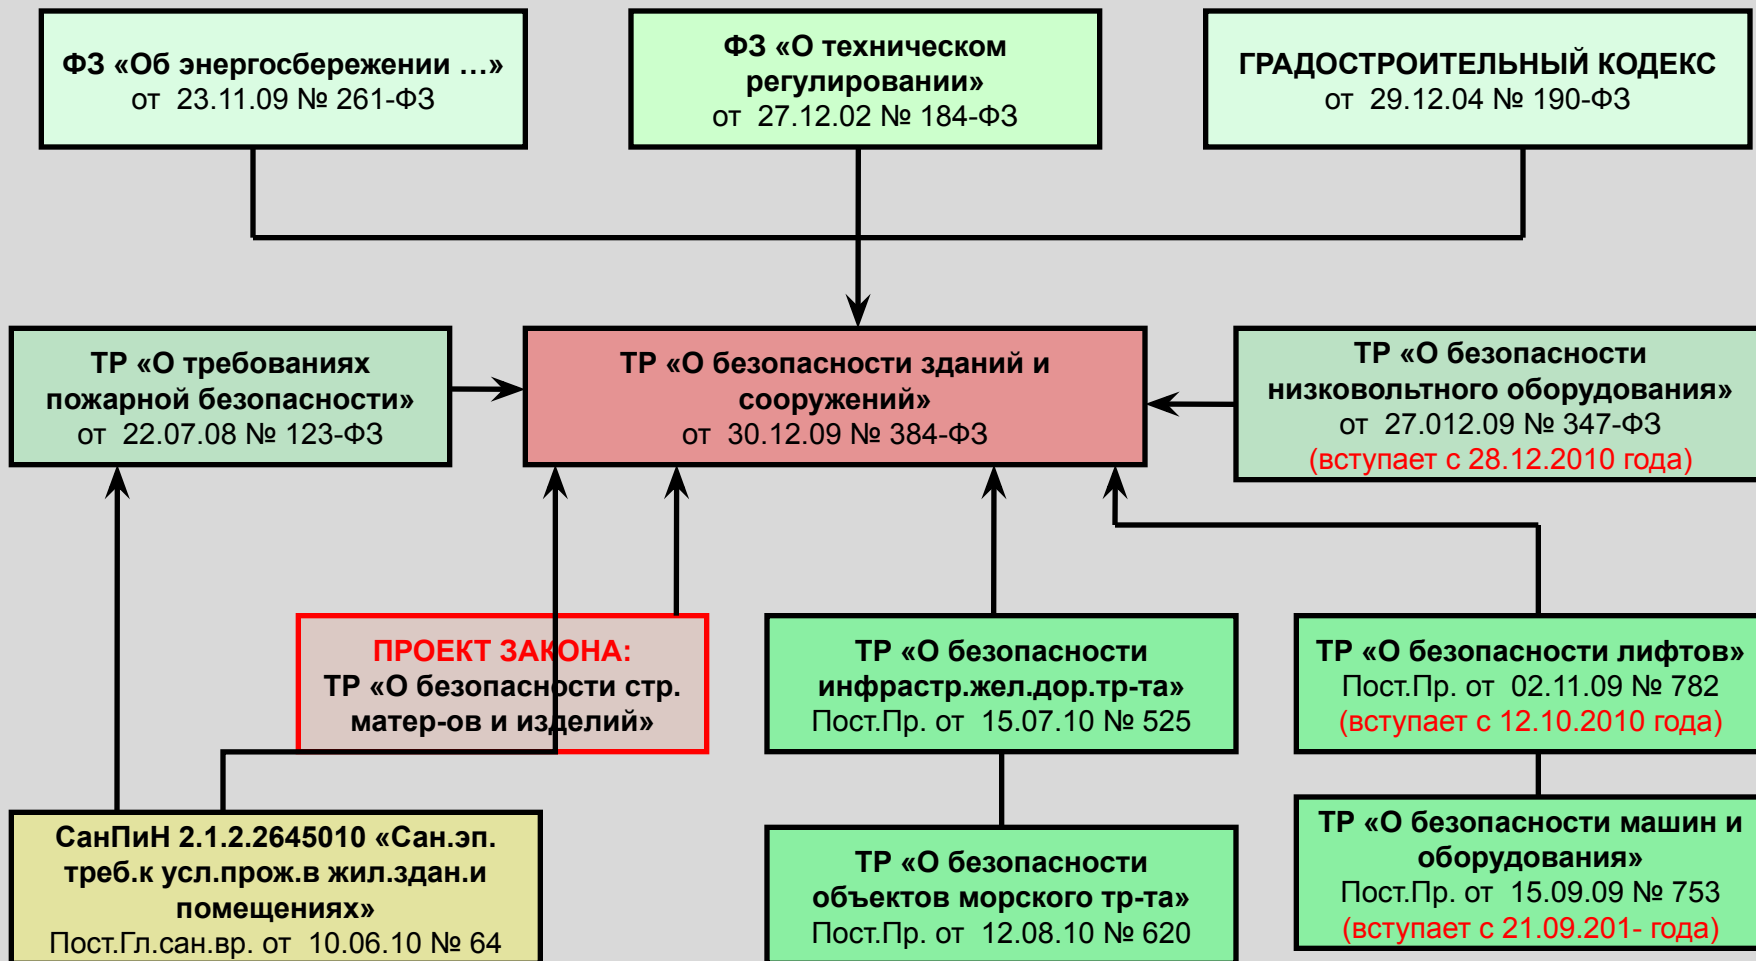 ФЗ «Об энергосбережении ...»
от 23.11.09 № 261-ФЗ
ФЗ «О техническом
регулировании»
от 27.12.02 № 184-ФЗ
ГРАДОСТРОИТЕЛЬНЫЙ КОДЕКС
от 29.12.04 № 190-ФЗ
ТР «О требованиях
пожарной безопасности»
от 22.07.08 № 123-ФЗ
ТР «О безопасности зданий и
сооружений»
от 30.12.09 № 384-ФЗ
ТР «О безопасности
низковольтного оборудования»
от 27.012.09 № 347-ФЗ
(вступает с 28.12.2010 года)
ПРОЕКТ ЗАКОНА:
ТР «О безопасности стр.
матер-ов и изделий»
ТР «О безопасности
инфрастр.жел.дор.тр-та»
Пост.Пр. от 15.07.10 № 525
ТР «О безопасности лифтов»
Пост.Пр. от 02.11.09 № 782
(вступает с 12.10.2010 года)
СанПиН 2.1.2.2645010 «Сан.эп.
треб.к усл.прож.в жил.здан.и
помещениях»
Пост.Гл.сан.вр. от 10.06.10 № 64
ТР «О безопасности
объектов морского тр-та»
Пост.Пр. от 12.08.10 № 620
ТР «О безопасности машин и
оборудования»
Пост.Пр. от 15.09.09 № 753
(вступает с 21.09.201- года)